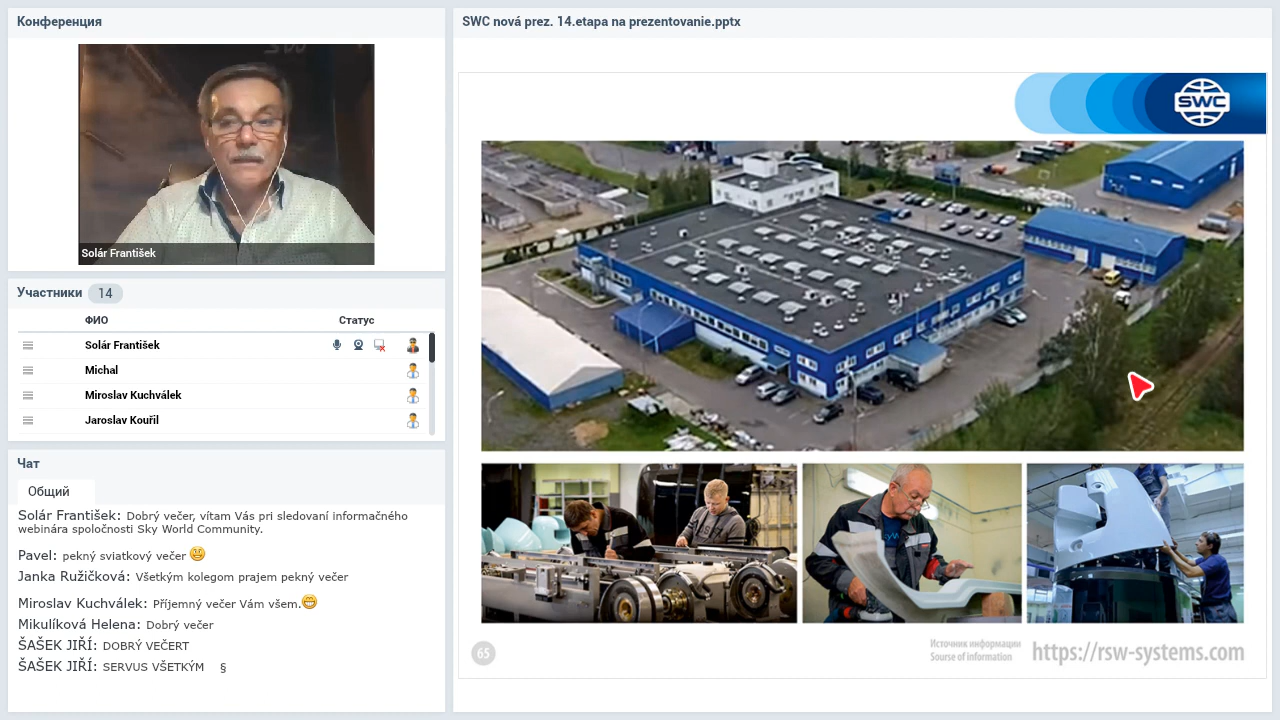 Конференция
Solár František
Участники 14
ФИО Статус
Solár František
Michal
Miroslav Kuchválek
Jaroslav Kouřil
Чат
Общий
Solár František: Dobrý večer, vítam Vás pri sledovaní informačného
webinára spoločnosti Sky World Community.
Pavel: pekný sviatkový večer
Janka Ružičková: Všetkým kolegom prajem pekný večer
Miroslav Kuchválek: Příjemný večer Vám všem.
Mikulíková Helena: Dobrý večer
ŠAŠEK JIŘÍ: DOBRÝ VEČERT
ŠAŠEK JIŘÍ: SERVUS VŠETKÝM §
SWC nová prez. 14.etapa na prezentovanie.pptx
SWC
65
Источник информации
Sourse of information
https://rsw-systems.com